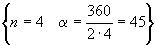 {n = 4   α = 360/(2·4) = 45}